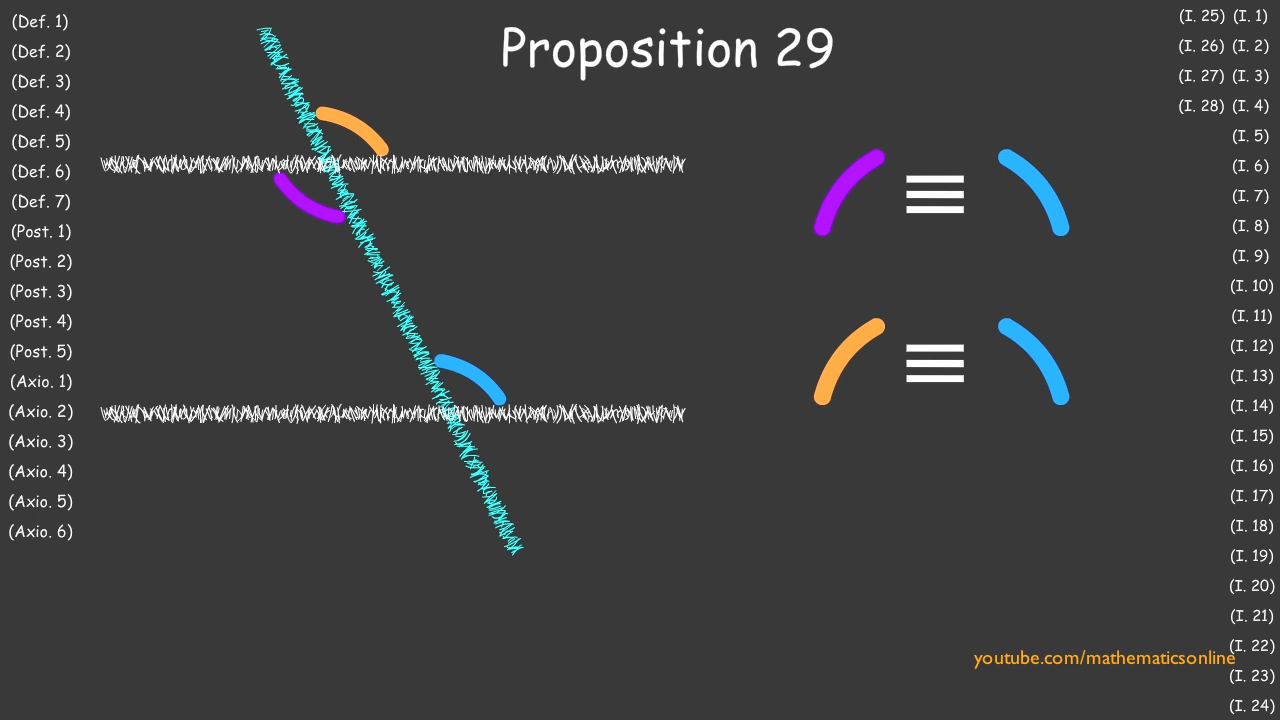 Proposition 29
(Def. 1)
(Def. 2)
(Def. 3)
(Def. 4)
(Def. 5)
(Def. 6)
(Def. 7)
(Post. 1)
(Post. 2)
(Post. 3)
(Post. 4)
(Post. 5)
(Axio. 1)
(Axio. 2)
(Axio. 3)
(Axio. 4)
(Axio. 5)
(Axio. 6)
(I. 25) (I. 1)
(I. 26) (I. 2)
(I. 27) (I. 3)
(I. 28) (I. 4)
(I. 5)
(I. 6)
(I. 7)
(I. 8)
(I. 9)
(I. 10)
(I. 11)
(I. 12)
(I. 13)
(I. 14)
(I. 15)
(I. 16)
(I. 17)
(I. 18)
(I. 19)
(I. 20)
(I. 21)
(I. 22)
(I. 23)
(I. 24)
youtube.com/mathematicsonline